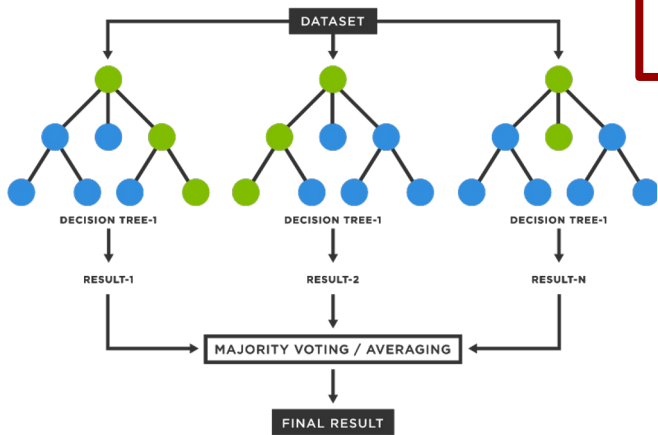 DATASET
DECISION TREE-1
DECISION TREE-1
DECISION TREE-1
RESULT-1
RESULT-2
RESULT-N
MAJORITY VOTING / AVERAGING
FINAL RESULT